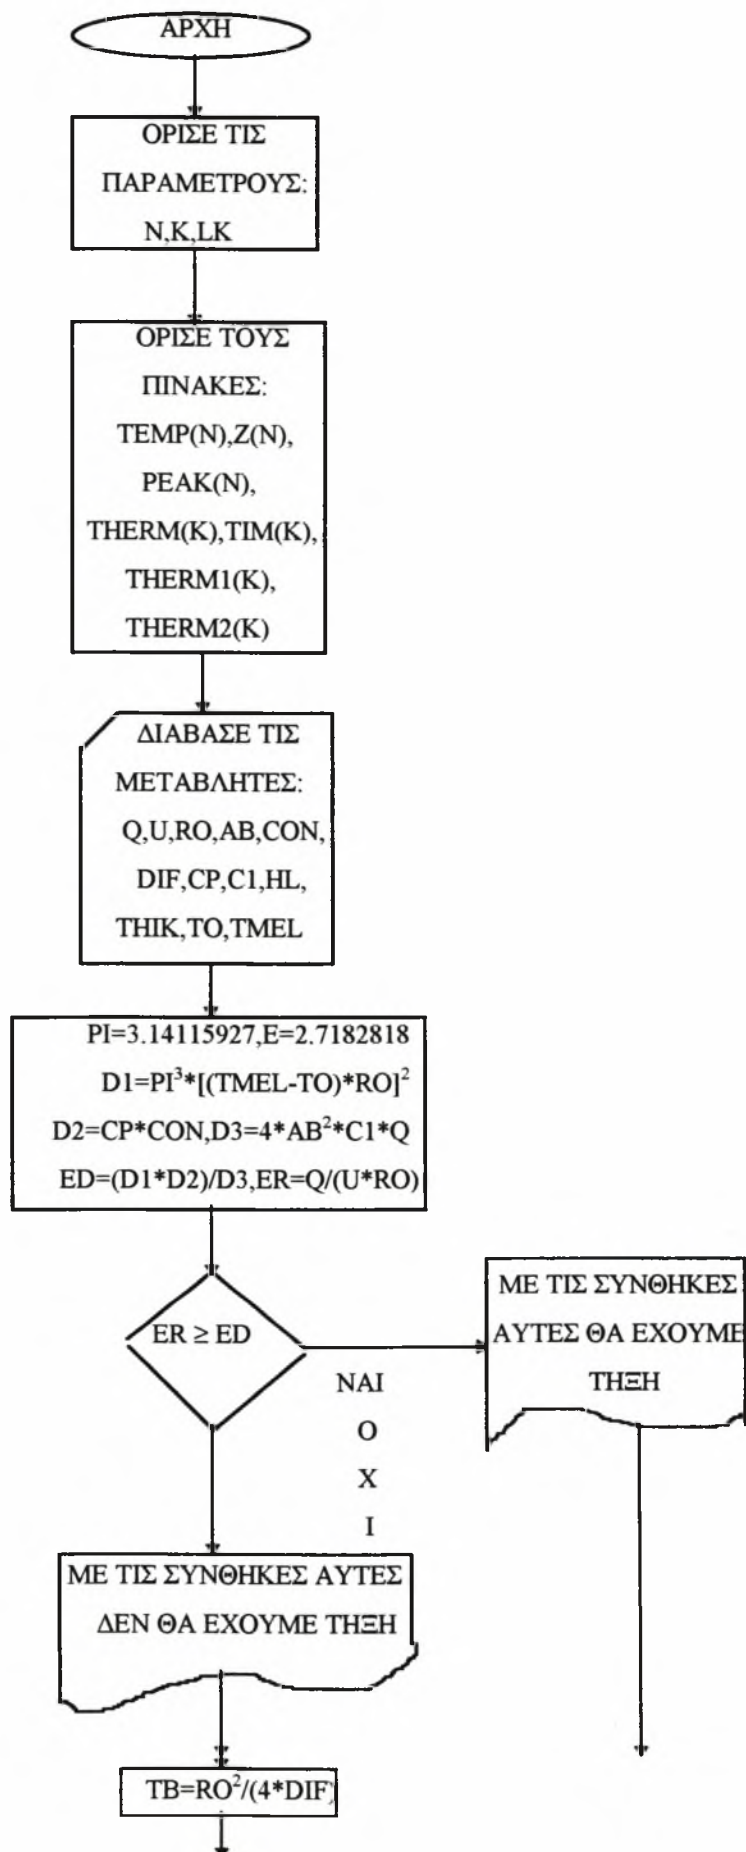 ΑΡΧΗ
ΟΡΙΣΕ ΤΙΣ
ΠΑΡΑΜΕΤΡΟΥΣ:
N,K,LK
ΟΡΙΣΕ ΤΟΥΣ
ΠΙΝΑΚΕΣ:
TEMP(N),Z(N),
PEAK(N),
THERM(K),TIM(K),
THERM1(K),
THERM2(K)
ΔΙΑΒΑΣΕ ΤΙΣ
ΜΕΤΑΒΛΗΤΕΣ:
Q,U,RO,AB,CON,
DIF,CP,C1,HL,
THIK,TO,TMEL
PI=3.14115927,E=2.7182818
D1=PI³*[(TMEL-TO)*RO]²
D2=CP*CON,D3=4*AB²*C1*Q
ED=(D1*D2)/D3,ER=Q/(U*RO)
ER ≥ ED
ΜΕ ΤΙΣ ΣΥΝΘΗΚΕΣ
ΑΥΤΕΣ ΘΑ ΕΧΟΥΜΕ
ΤΗΞΗ
ΝΑΙ
Ο
Χ
Ι
ΜΕ ΤΙΣ ΣΥΝΘΗΚΕΣ ΑΥΤΕΣ
ΔΕΝ ΘΑ ΕΧΟΥΜΕ ΤΗΞΗ
TB=RO²/(4*DIF)